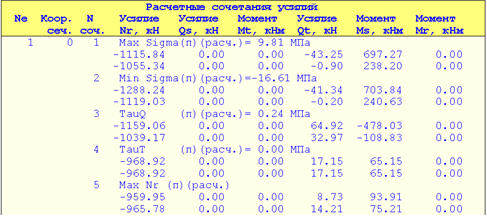 Расчетные сочетания усилий
Ne Коор. N Усилие Усилие Момент Усилие Момент Момент
сеч. с Nr, кН Qs, кН Mt, кНм Qt, кН Ms, кНм Mr, кНм
1 0 1 Max Sigma(п)(расч.)= 9.81 МПа
-1115.84 0.00 0.00 -43.25 697.27 0.00
-1055.34 0.00 0.00 -0.90 238.20 0.00
2 Min Sigma(п)(расч.)=-16.61 МПа
-1288.24 0.00 0.00 -41.34 703.84 0.00
-1119.03 0.00 0.00 -0.20 240.63 0.00
3 TauQ (п)(расч.)= 0.24 МПа
-1159.06 0.00 0.00 64.92 -478.03 0.00
-1039.17 0.00 0.00 32.97 -108.83 0.00
4 TauT (п)(расч.)= 0.00 МПа
-968.92 0.00 0.00 17.15 65.15 0.00
-968.92 0.00 0.00 17.15 65.15 0.00
5 Max Nr (п)(расч.)
-959.95 0.00 0.00 8.73 93.91 0.00
-965.78 0.00 0.00 14.21 75.21 0.00